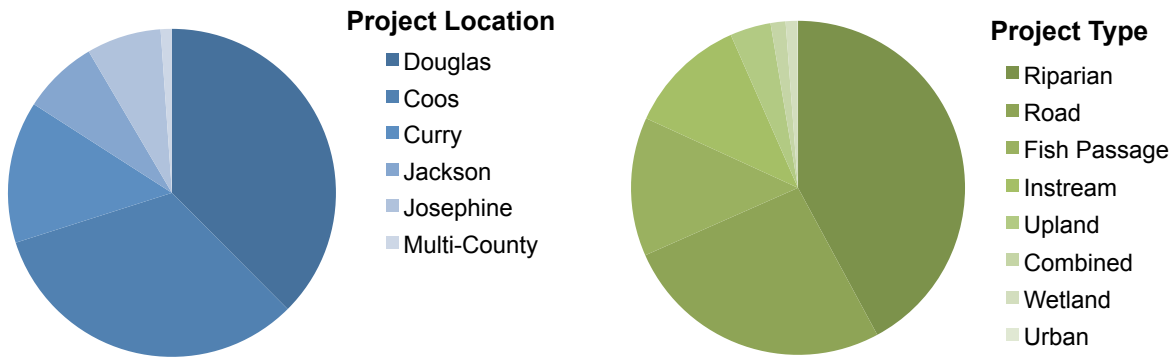 Project Location
Douglas
Coos
Curry
Jackson
Josephine
Multi-County
Project Type
Riparian
Road
Fish Passage
Instream
Upland
Combined
Wetland
Urban